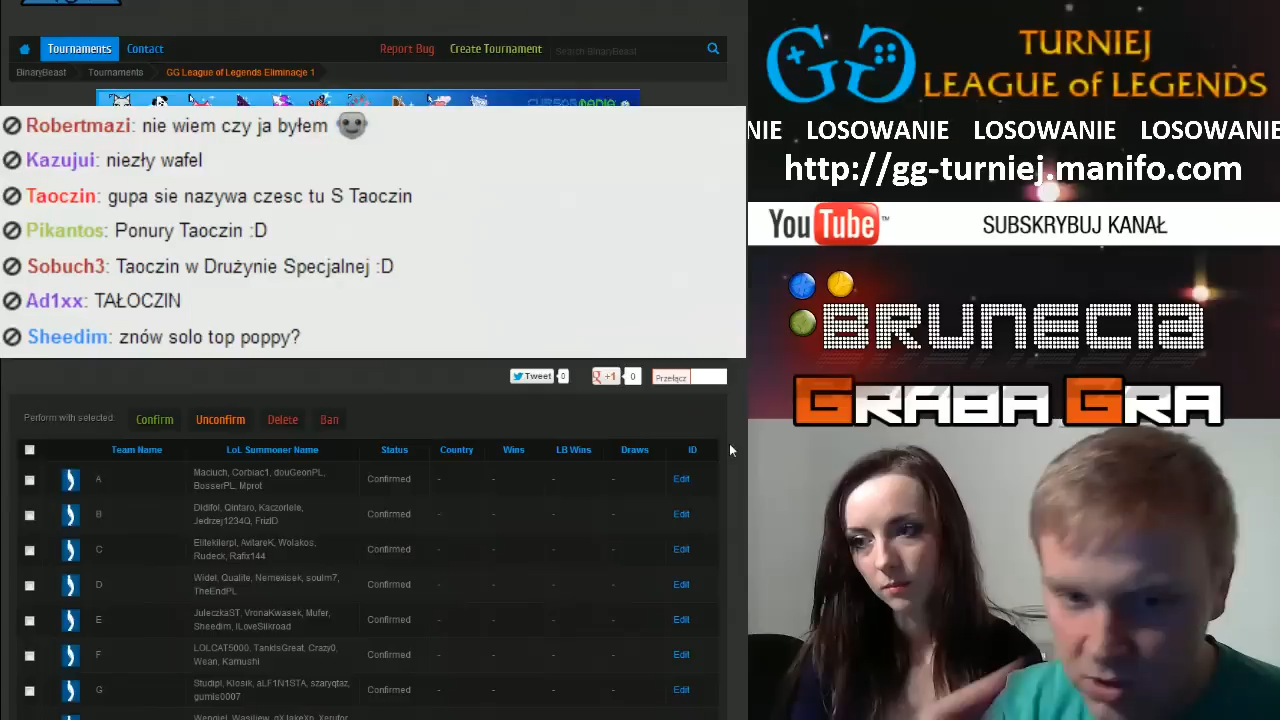 Tournaments Contact Report Bug Create Tournament Search BinaryBeast
BinaryBeast Tournaments GG League of Legends Eliminacje 1
CURSORMANIA
Robertmazi: nie wiem czy ja byłem
Kazujui: niezły wafel
Taoczin: gupa sie nazywa czesc tu S Taoczin
Pikantos: Ponury Taoczin :D
Sobuch3: Taoczin w Drużynie Specjalnej :D
Ad1xx: TAŁOCZIN
Sheedim: znów solo top poppy?
Tweet 0 +1 0 Przełącz
Perform with selected: Confirm Unconfirm Delete Ban
Team Name LoL Summoner Name Status Country Wins LB Wins Draws ID
A Maciuch, Corbiac1, douGeonPL, Confirmed - - - - Edit
BosserPL, Mprot
B Didifol, Qintaro, Kaczorlele, Confirmed - - - - Edit
Jedrzej1234Q, FrizID
C Eliteklierpl, AvitareK, Wolakos, Confirmed - - - - Edit
Rudeck, Rafix144
D Widel, Qualite, Nemexisek, soulm7, Confirmed - - - - Edit
TheEndPL
E JuleczkaST, VronaKwasek, Mufer, Confirmed - - - - Edit
Sheedim, ILoveSilkroad
F LOLCAT5000, TankIsGreat, Crazy0, Confirmed - - - - Edit
Wean, Kamushi
G Studipl, Klosik, aLF1N1STA, szaryqtaz, Confirmed - - - - Edit
gumis0007
GG TURNIEJ
LEAGUE of LEGENDS
NIE LOSOWANIE LOSOWANIE
http://gg-turniej.manifo.com
YouTube SUBSKRYBUJ KANAŁ
BRUNECIA
GRABA GRA